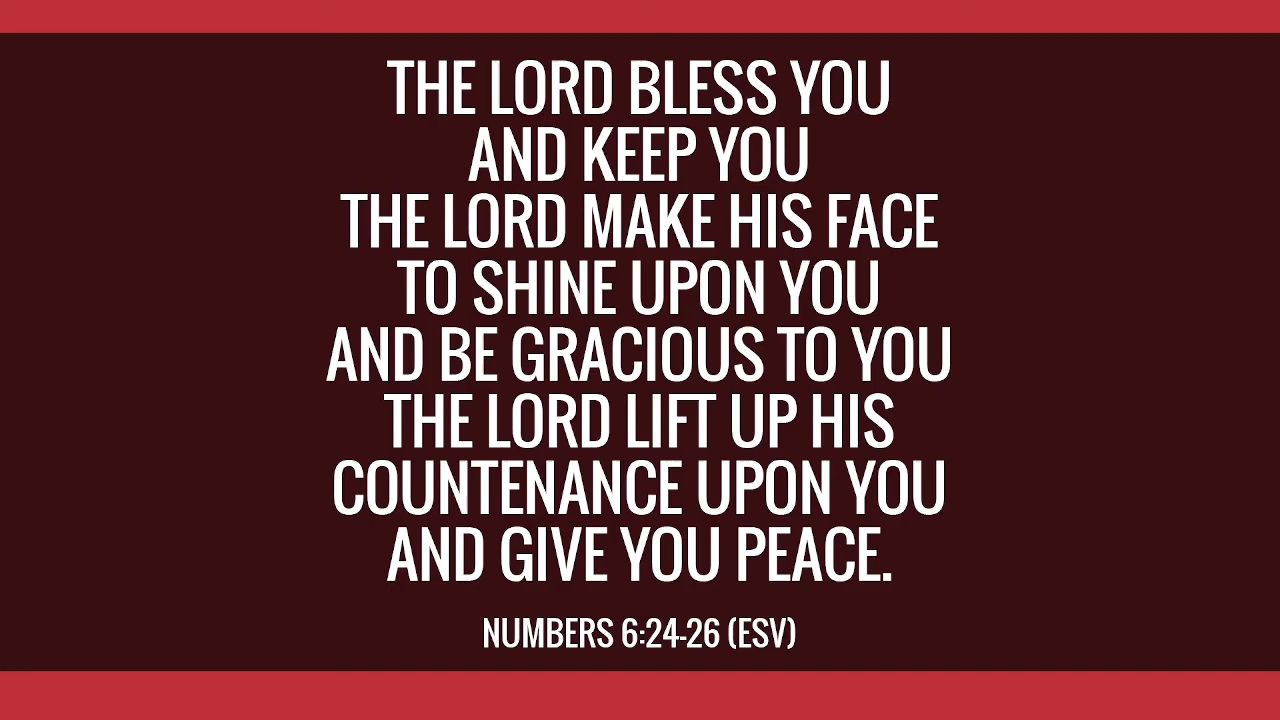 THE LORD BLESS YOU
AND KEEP YOU
THE LORD MAKE HIS FACE
TO SHINE UPON YOU
AND BE GRACIOUS TO YOU
THE LORD LIFT UP HIS
COUNTENANCE UPON YOU
AND GIVE YOU PEACE.
NUMBERS 6:24-26 (ESV)